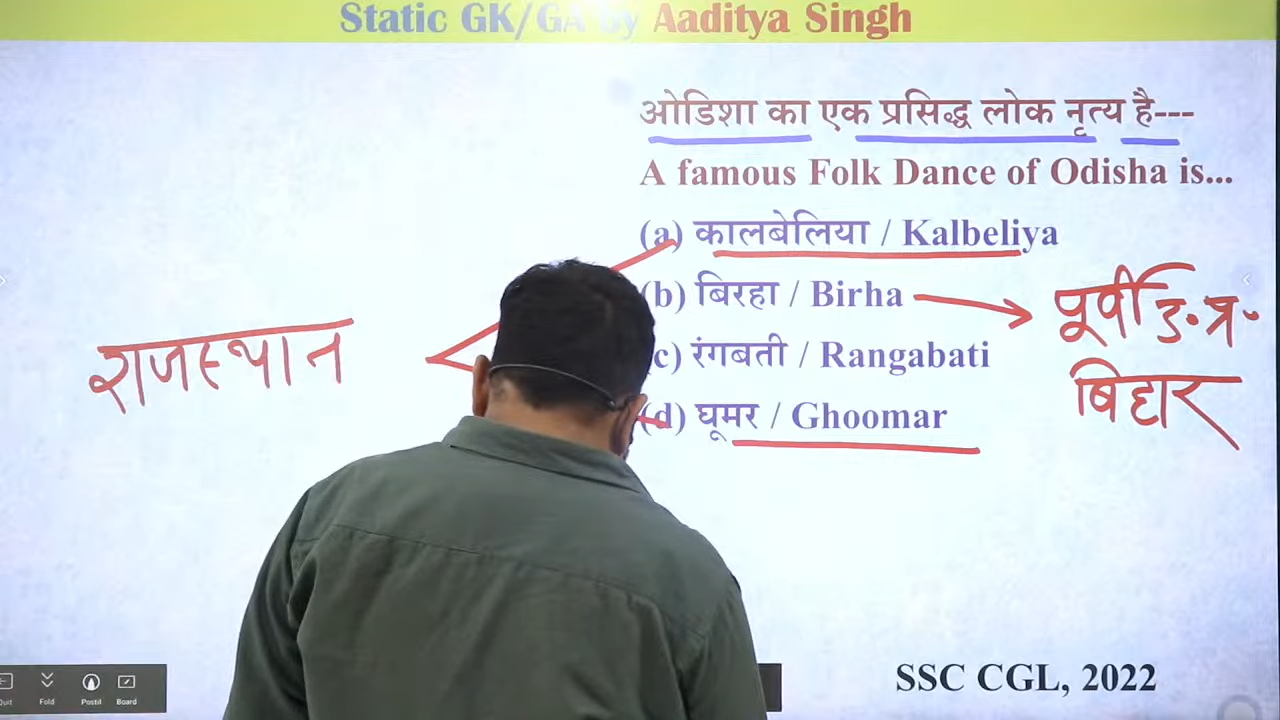 Static GK/GA by Aaditya Singh
ओडिशा का एक प्रसिद्ध लोक नृत्य है---
A famous Folk Dance of Odisha is...
(a) कालबेलिया / Kalbeliya
(b) बिरहा / Birha
(c) रंगबती / Rangabati
(d) घूमर / Ghoomar
राजस्थान
पूर्वी उ.प्र.
बिहार
SSC CGL, 2022
Quit Fold Postil Board